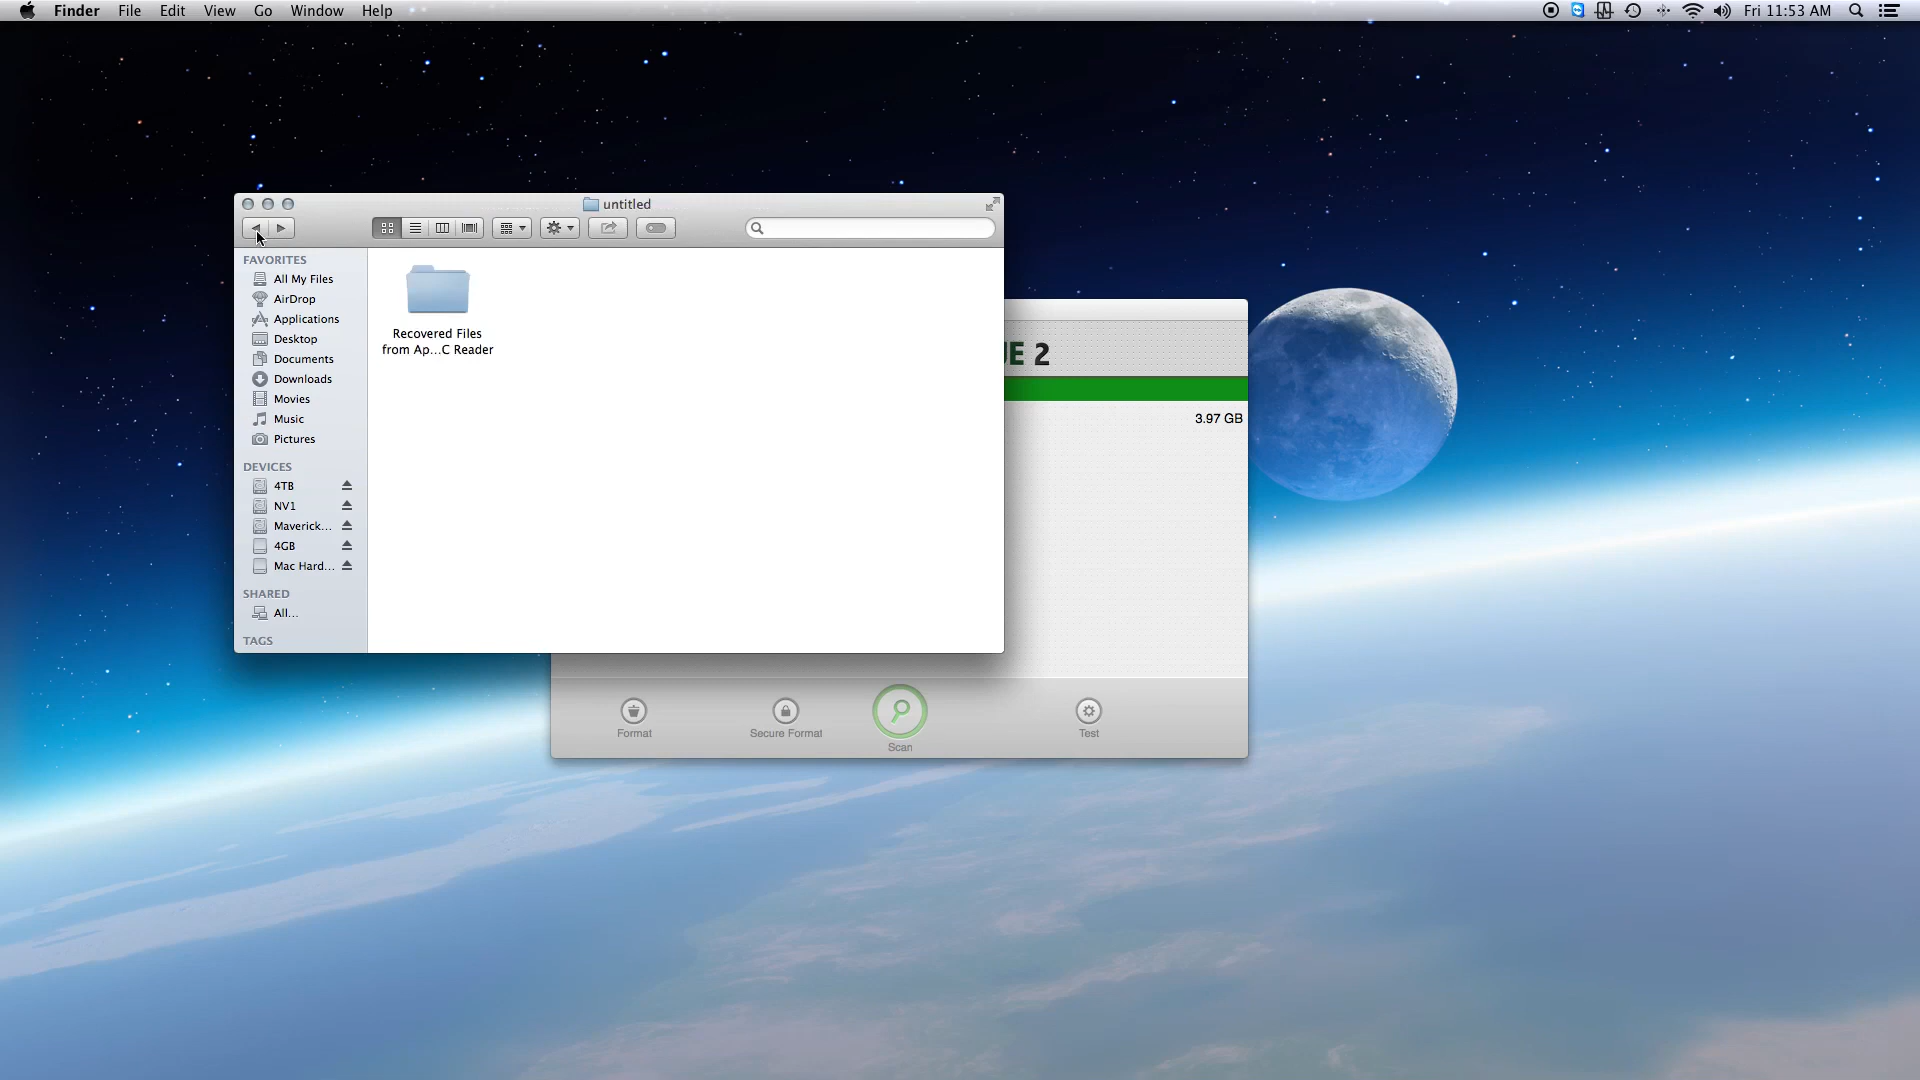 Finder File Edit View Go Window Help Fri 11:53 AM
untitled
FAVORITES
All My Files
AirDrop
Applications
Desktop
Documents
Downloads
Movies
Music
Pictures
DEVICES
4TB
NV1
Maverick...
4GB
Mac Hard...
SHARED
All...
TAGS
Recovered Files
from Ap...C Reader
UE 2
3.97 GB
Format
Secure Format
Scan
Test